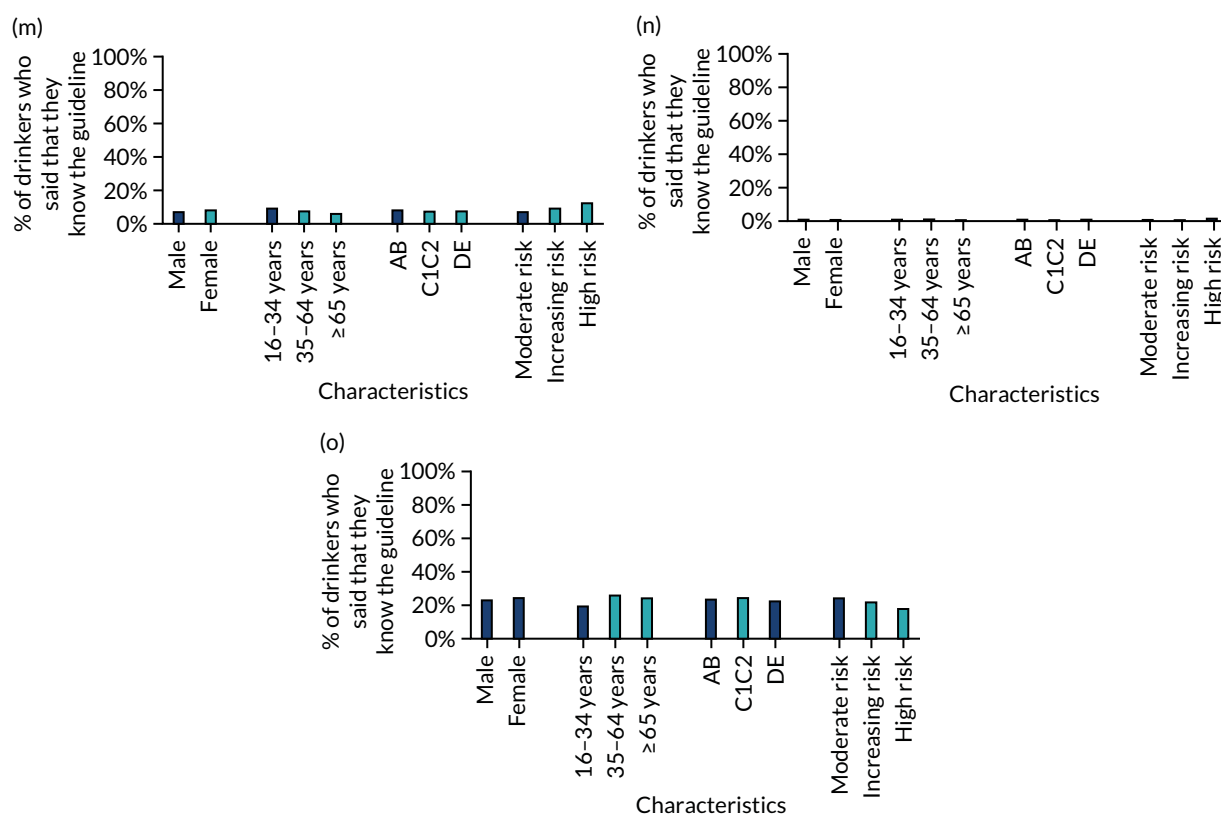 (m)
% of drinkers who
said that they
know the guideline
100%
80%
60%
40%
20%
0%
Male
Female
16–34 years
35–64 years
≥ 65 years
AB
C1C2
DE
Moderate risk
Increasing risk
High risk
Characteristics
(n)
% of drinkers who
said that they
know the guideline
100%
80%
60%
40%
20%
0%
Male
Female
16–34 years
35–64 years
≥ 65 years
AB
C1C2
DE
Moderate risk
Increasing risk
High risk
Characteristics
(o)
% of drinkers who
said that they
know the guideline
100%
80%
60%
40%
20%
0%
Male
Female
16–34 years
35–64 years
≥ 65 years
AB
C1C2
DE
Moderate risk
Increasing risk
High risk
Characteristics